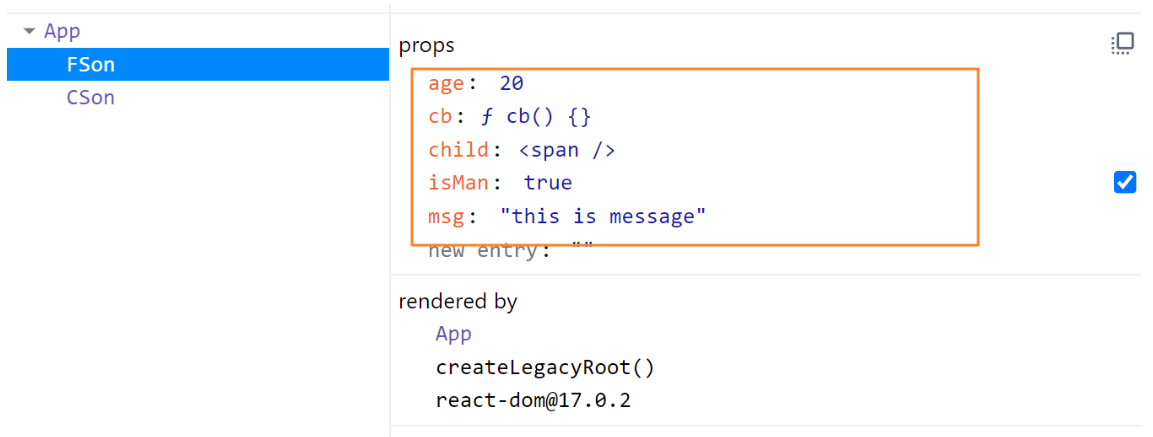 App
FSon
CSon
props
age: 20
cb: ƒ cb() {}
child: <span />
isMan: true
msg: "this is message"
new entry: ""
rendered by
App
createLegacyRoot()
react-dom@17.0.2